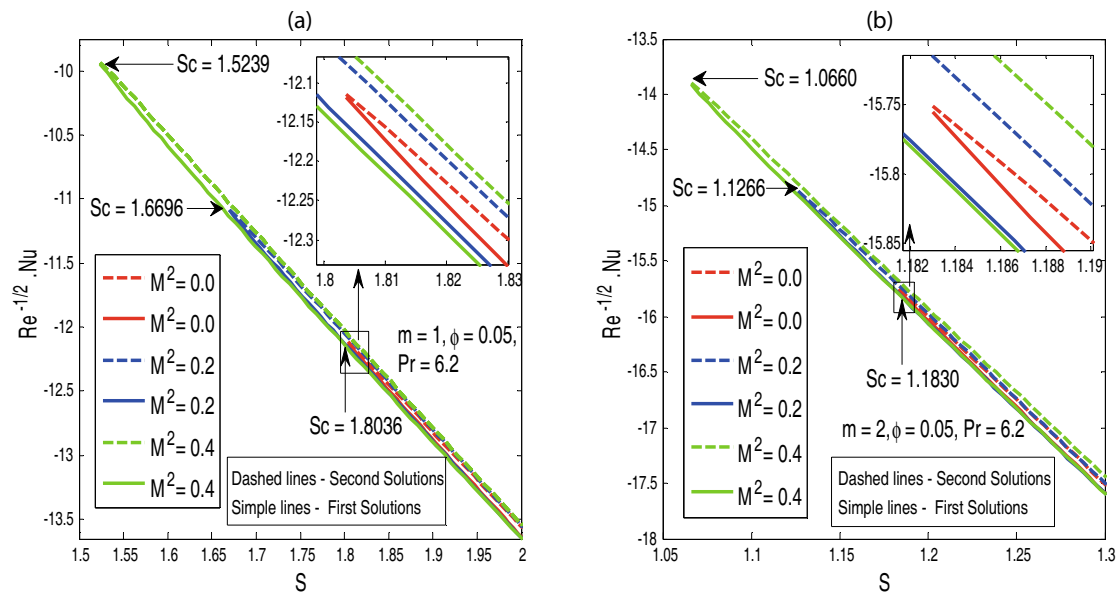 (a)
Re^-1/2 .Nu
-10
-10.5
-11
-11.5
-12
-12.5
-13
-13.5
Sc = 1.5239
Sc = 1.6696
-12.1
-12.15
-12.2
-12.25
-12.3
1.8
1.81
1.82
1.83
M^2= 0.0
M^2= 0.0
M^2= 0.2
M^2= 0.2
M^2= 0.4
M^2= 0.4
m = 1, ϕ = 0.05,
Pr = 6.2
Sc = 1.8036
Dashed lines - Second Solutions
Simple lines - First Solutions
1.5
1.55
1.6
1.65
1.7
1.75
1.8
1.85
1.9
1.95
2
S
(b)
Re^-1/2 .Nu
-13.5
-14
-14.5
-15
-15.5
-16
-16.5
-17
-17.5
-18
Sc = 1.0660
Sc = 1.1266
-15.75
-15.8
-15.85
1.182
1.184
1.186
1.188
1.19
M^2= 0.0
M^2= 0.0
M^2= 0.2
M^2= 0.2
M^2= 0.4
M^2= 0.4
Sc = 1.1830
m = 2, ϕ = 0.05, Pr = 6.2
Dashed lines - Second Solutions
Simple lines - First Solutions
1.05
1.1
1.15
1.2
1.25
1.3
S